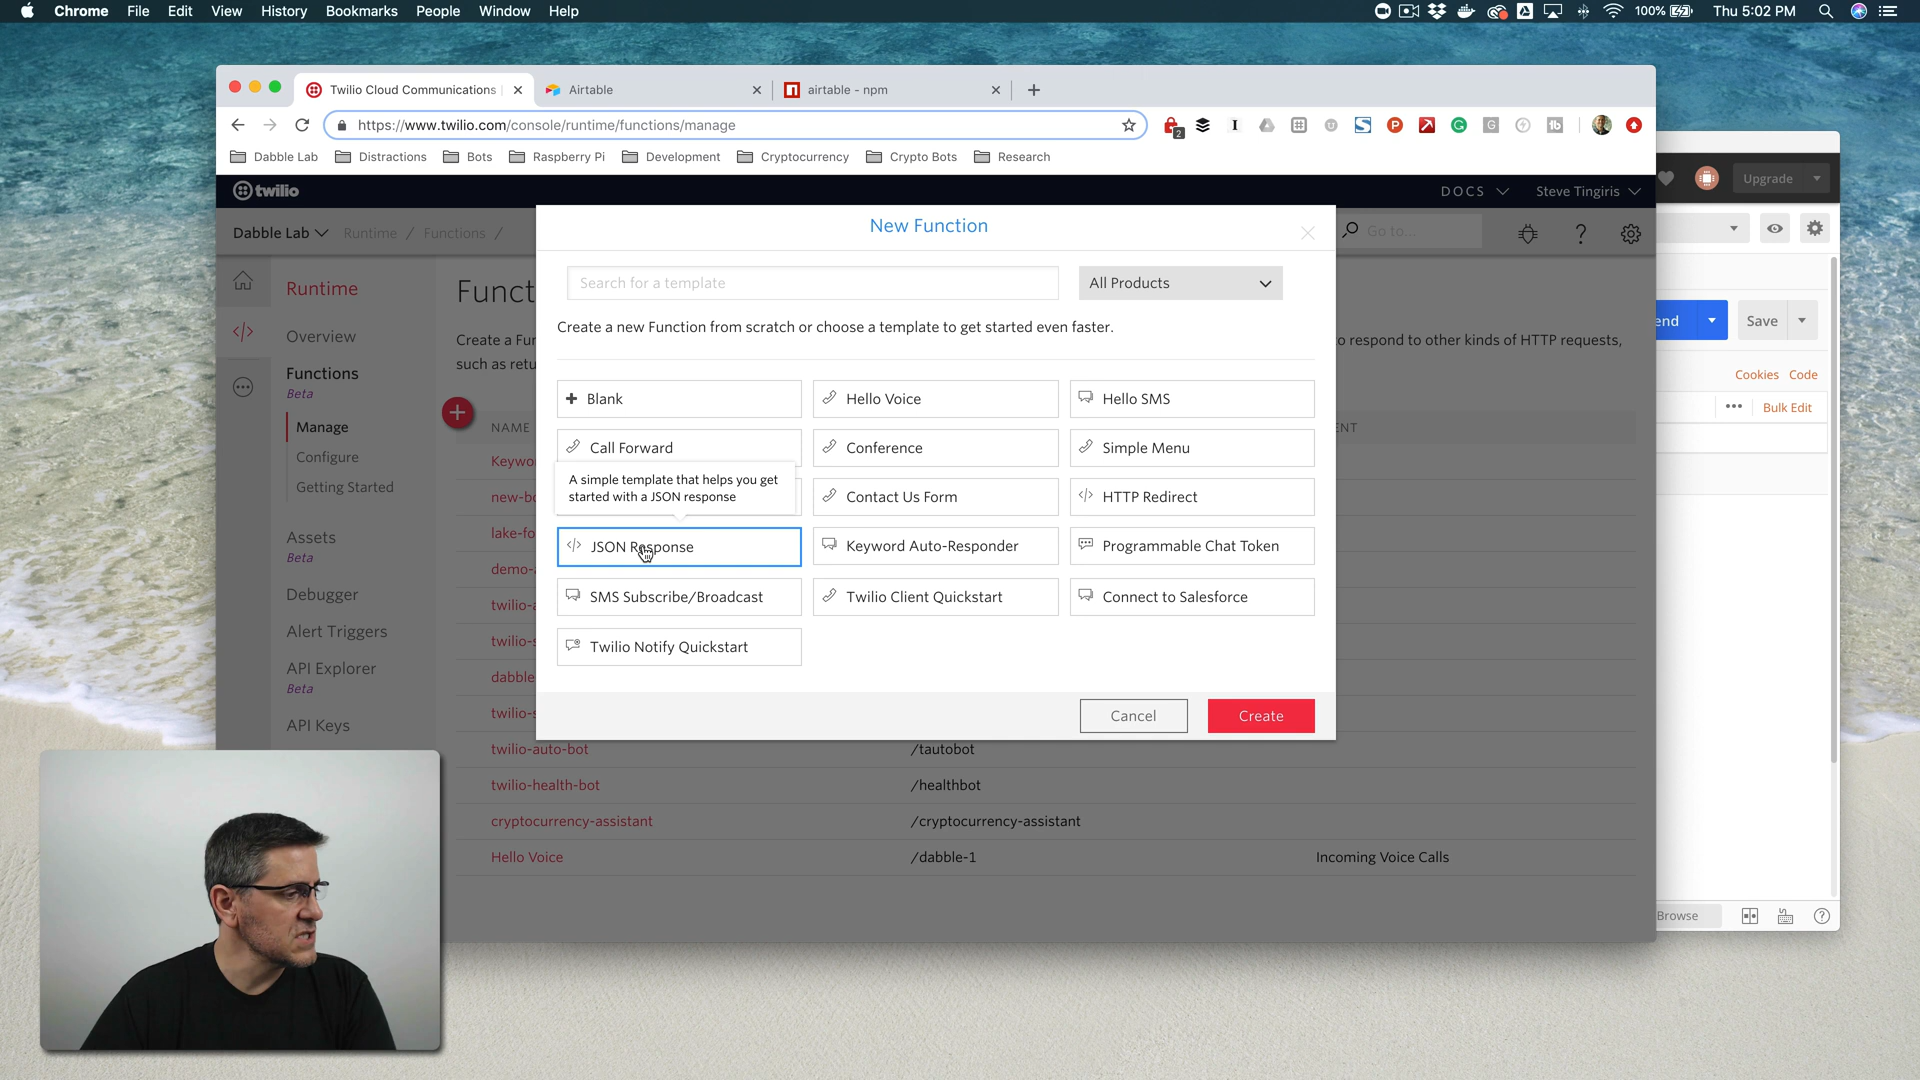 Chrome File Edit View History Bookmarks People Window Help
100% Thu 5:02 PM
Twilio Cloud Communications
Airtable
airtable - npm
https://www.twilio.com/console/runtime/functions/manage
2
Dabble Lab Distractions Bots Raspberry Pi Development Cryptocurrency Crypto Bots Research
twilio
DOCS
Steve Tingiris
Upgrade
Dabble Lab
Runtime / Functions /
New Function
Go to...
Search for a template
All Products
Runtime
Funct
Create a new Function from scratch or choose a template to get started even faster.
end
Save
Overview
Create a Fu
o respond to other kinds of HTTP requests,
such as retu
Functions
Beta
Cookies Code
Blank
Hello Voice
Hello SMS
Bulk Edit
Manage
NAME
ENT
Call Forward
Conference
Simple Menu
Configure
Keywo
A simple template that helps you get
started with a JSON response
Getting Started
new-b
Contact Us Form
HTTP Redirect
Assets
Beta
lake-fo
JSON Response
Keyword Auto-Responder
Programmable Chat Token
demo-
Debugger
twilio-
SMS Subscribe/Broadcast
Twilio Client Quickstart
Connect to Salesforce
Alert Triggers
twilio-s
Twilio Notify Quickstart
API Explorer
Beta
dabble
API Keys
twilio-s
Cancel
Create
twilio-auto-bot /tautobot
twilio-health-bot /healthbot
cryptocurrency-assistant /cryptocurrency-assistant
Hello Voice /dabble-1 Incoming Voice Calls
Browse